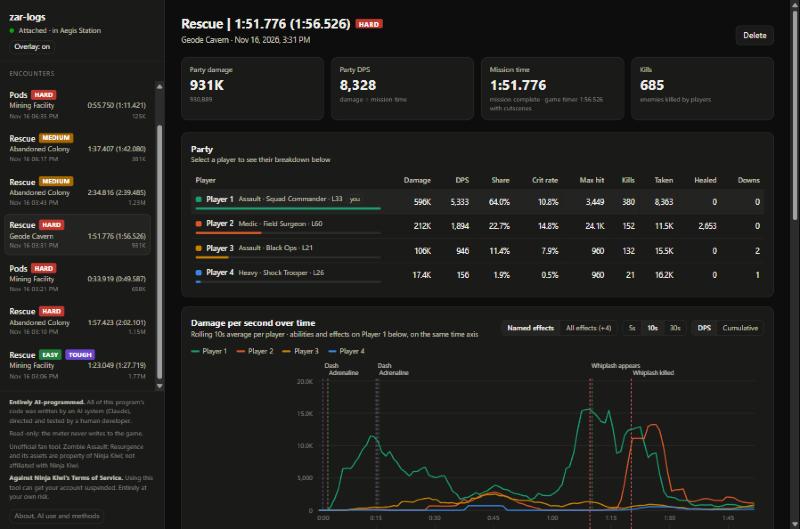 zar-logs
Attached · in Aegis Station
Overlay: on
ENCOUNTERS
Pods HARD
Mining Facility 0:55.750 (1:11.421)
Nov 16 06:35 PM 125K
Rescue MEDIUM
Abandoned Colony 1:37.407 (1:42.080)
Nov 16 06:17 PM 381K
Rescue MEDIUM
Abandoned Colony 2:34.816 (2:39.485)
Nov 16 03:43 PM 1.23M
Rescue HARD
Geode Cavern 1:51.776 (1:56.526)
Nov 16 03:31 PM 931K
Pods HARD
Mining Facility 0:33.919 (0:49.587)
Nov 16 03:21 PM 658K
Rescue HARD
Abandoned Colony 1:57.423 (2:02.101)
Nov 16 03:10 PM 1.15M
Rescue EASY TOUGH
Mining Facility 1:23.049 (1:27.719)
Nov 16 03:06 PM 1.77M
Entirely AI-programmed. All of this program's
code was written by an AI system (Claude),
directed and tested by a human developer.
Read-only: the meter never writes to the game.
Unofficial fan tool. Zombie Assault: Resurgence
and its assets are property of Ninja Kiwi; not
affiliated with Ninja Kiwi.
Against Ninja Kiwi's Terms of Service. Using this
tool can get your account suspended. Entirely at
your own risk.
About, AI use and methods
Rescue | 1:51.776 (1:56.526) HARD
Geode Cavern · Nov 16, 2026, 3:31 PM
Delete
Party damage
931K
930,889
Party DPS
8,328
damage ÷ mission time
Mission time
1:51.776
mission complete · game timer 1:56.526
with cutscenes
Kills
685
enemies killed by players
Party
Select a player to see their breakdown below
Player Damage DPS Share Crit rate Max hit Kills Taken Healed Downs
Player 1 Assault · Squad Commander · L33 you 596K 5,333 64.0% 10.8% 3,449 380 8,363 0 0
Player 2 Medic · Field Surgeon · L60 212K 1,894 22.7% 14.8% 24.1K 152 11.5K 2,653 0
Player 3 Assault · Black Ops · L21 106K 946 11.4% 7.9% 960 132 15.5K 0 2
Player 4 Heavy · Shock Trooper · L26 17.4K 156 1.9% 0.5% 960 21 16.2K 0 1
Damage per second over time
Rolling 10s average per player · abilities and effects on Player 1 below, on the same time axis
Named effects All effects (+4) 5s 10s 30s DPS Cumulative
Player 1 Player 2 Player 3 Player 4
Dash Dash Whiplash appears
Adrenaline Adrenaline Whiplash killed
20.0K
15.0K
10.0K
5,000
0
0:00 0:15 0:30 0:45 1:00 1:15 1:30 1:45